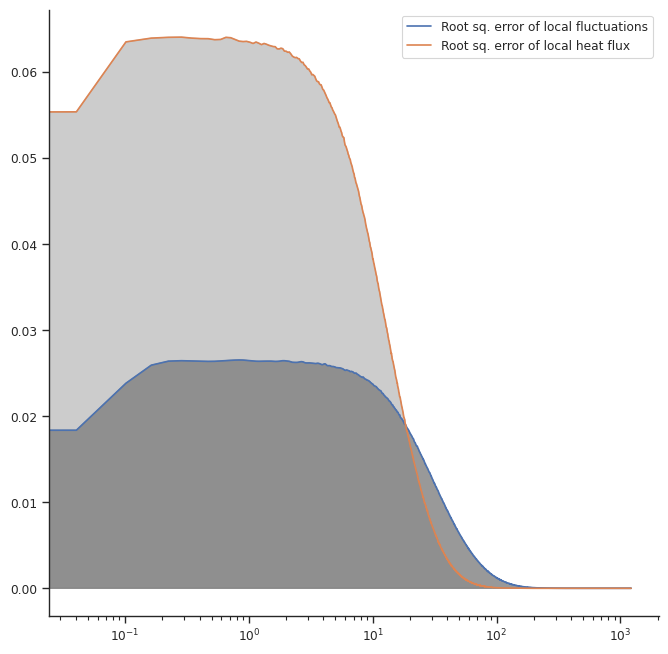 Root sq. error of local fluctuations
Root sq. error of local heat flux
0.06
0.05
0.04
0.03
0.02
0.01
0.00
10⁻¹ 10⁰ 10¹ 10² 10³